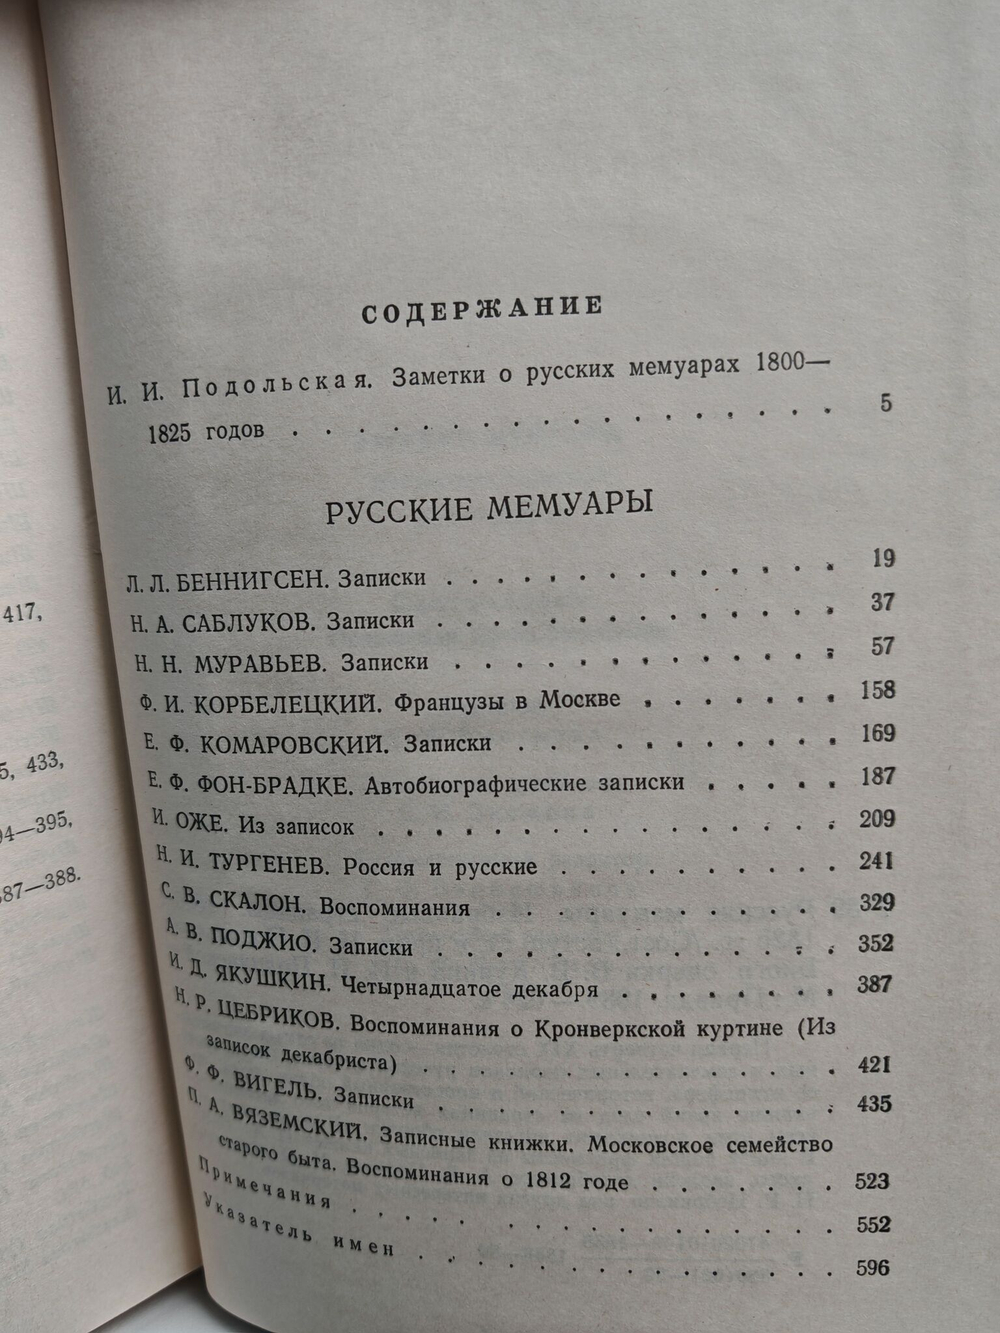 417,
5, 433,
94—395,
387—388.
СОДЕРЖАНИЕ
И. И. Подольская. Заметки о русских мемуарах 1800—
1825 годов . . . . . . . . . . . . . . . . . 5
РУССКИЕ МЕМУАРЫ
Л. Л. БЕННИГСЕН. Записки . . . . . . . . . . . . . . 19
Н. А. САБЛУКОВ. Записки . . . . . . . . . . . . . . 37
Н. Н. МУРАВЬЕВ. Записки . . . . . . . . . . . . . 57
Ф. И. КОРБЕЛЕЦКИЙ. Французы в Москве . . . . . . . 158
Е. Ф. КОМАРОВСКИЙ. Записки . . . . . . . . . . . 169
Е. Ф. ФОН-БРАДКЕ. Автобиографические записки . . . . . 187
И. ОЖЕ. Из записок . . . . . . . . . . . . . . . . 209
Н. И. ТУРГЕНЕВ. Россия и русские . . . . . . . . . . 241
С. В. СКАЛОН. Воспоминания . . . . . . . . . . . . 329
А. В. ПОДЖИО. Записки . . . . . . . . . . . . . . 352
И. Д. ЯКУШКИН. Четырнадцатое декабря . . . . . . . . 387
Н. Р. ЦЕБРИКОВ. Воспоминания о Кронверкской куртине (Из
записок декабриста) . . . . . . . . . . . . . . . 421
Ф. Ф. ВИГЕЛЬ. Записки . . . . . . . . . . . . . . 435
П. А. ВЯЗЕМСКИЙ. Записные книжки. Московское семейство
старого быта. Воспоминания о 1812 годе . . . . . . . 523
Примечания . . . . . . . . . . . . . . . . . 552
Указатель имен . . . . . . . . . . . . . . . 596